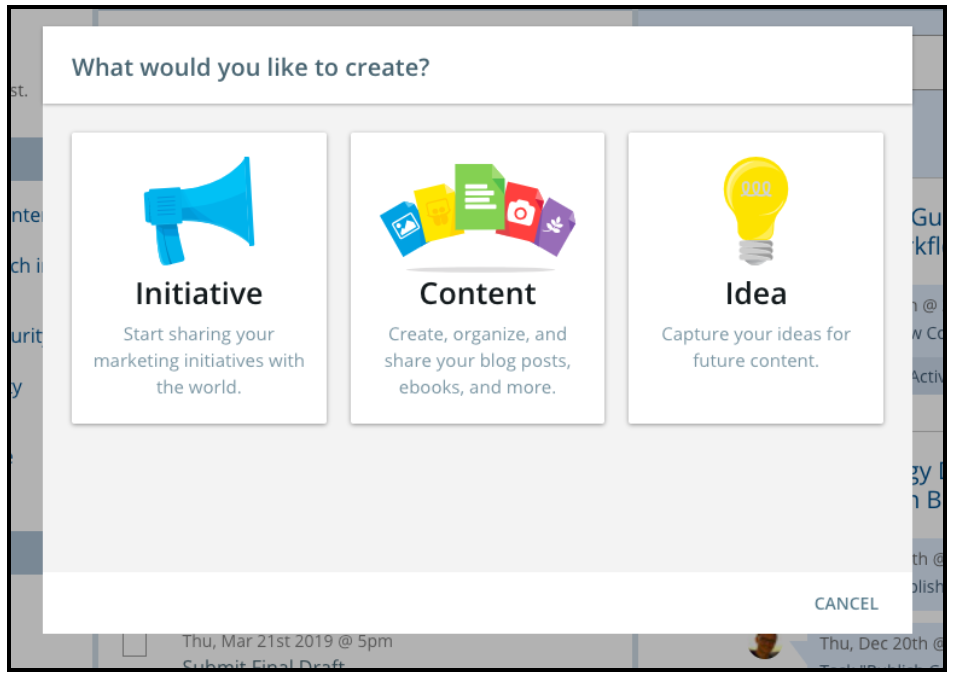 What would you like to create?
st.
Initiative
Start sharing your
marketing initiatives with
the world.
Content
Create, organize, and
share your blog posts,
ebooks, and more.
Idea
Capture your ideas for
future content.
CANCEL
Thu, Mar 21st 2019 @ 5pm
Submit Final Draft
Thu, Dec 20th @